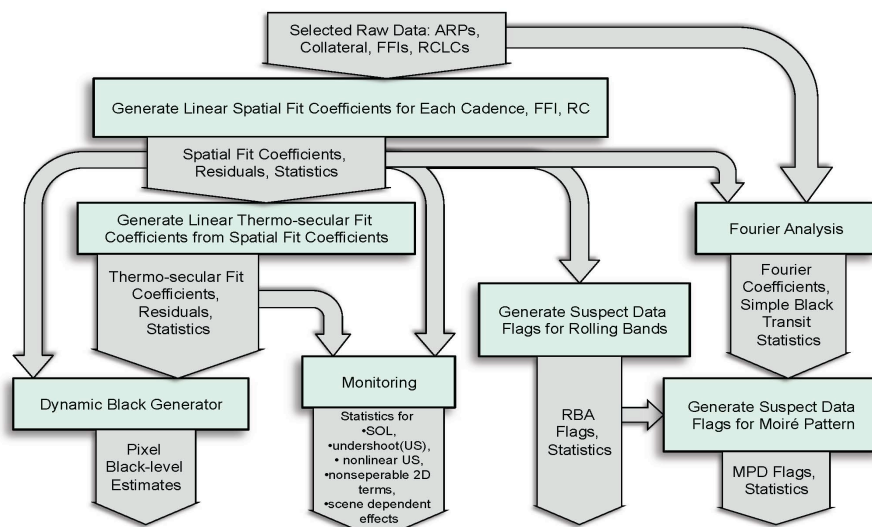 Selected Raw Data: ARPs,
Collateral, FFIs, RCLCs
Generate Linear Spatial Fit Coefficients for Each Cadence, FFI, RC
Spatial Fit Coefficients,
Residuals, Statistics
Generate Linear Thermo-secular Fit
Coefficients from Spatial Fit Coefficients
Fourier Analysis
Thermo-secular Fit
Coefficients,
Residuals,
Statistics
Fourier
Coefficients,
Simple Black
Transit
Statistics
Generate Suspect Data
Flags for Rolling Bands
Dynamic Black Generator
Monitoring
Generate Suspect Data
Flags for Moiré Pattern
Pixel
Black-level
Estimates
Statistics for
•SOL,
•undershoot(US),
• nonlinear US,
•nonseperable 2D
terms,
•scene dependent
effects
RBA
Flags,
Statistics
MPD Flags,
Statistics